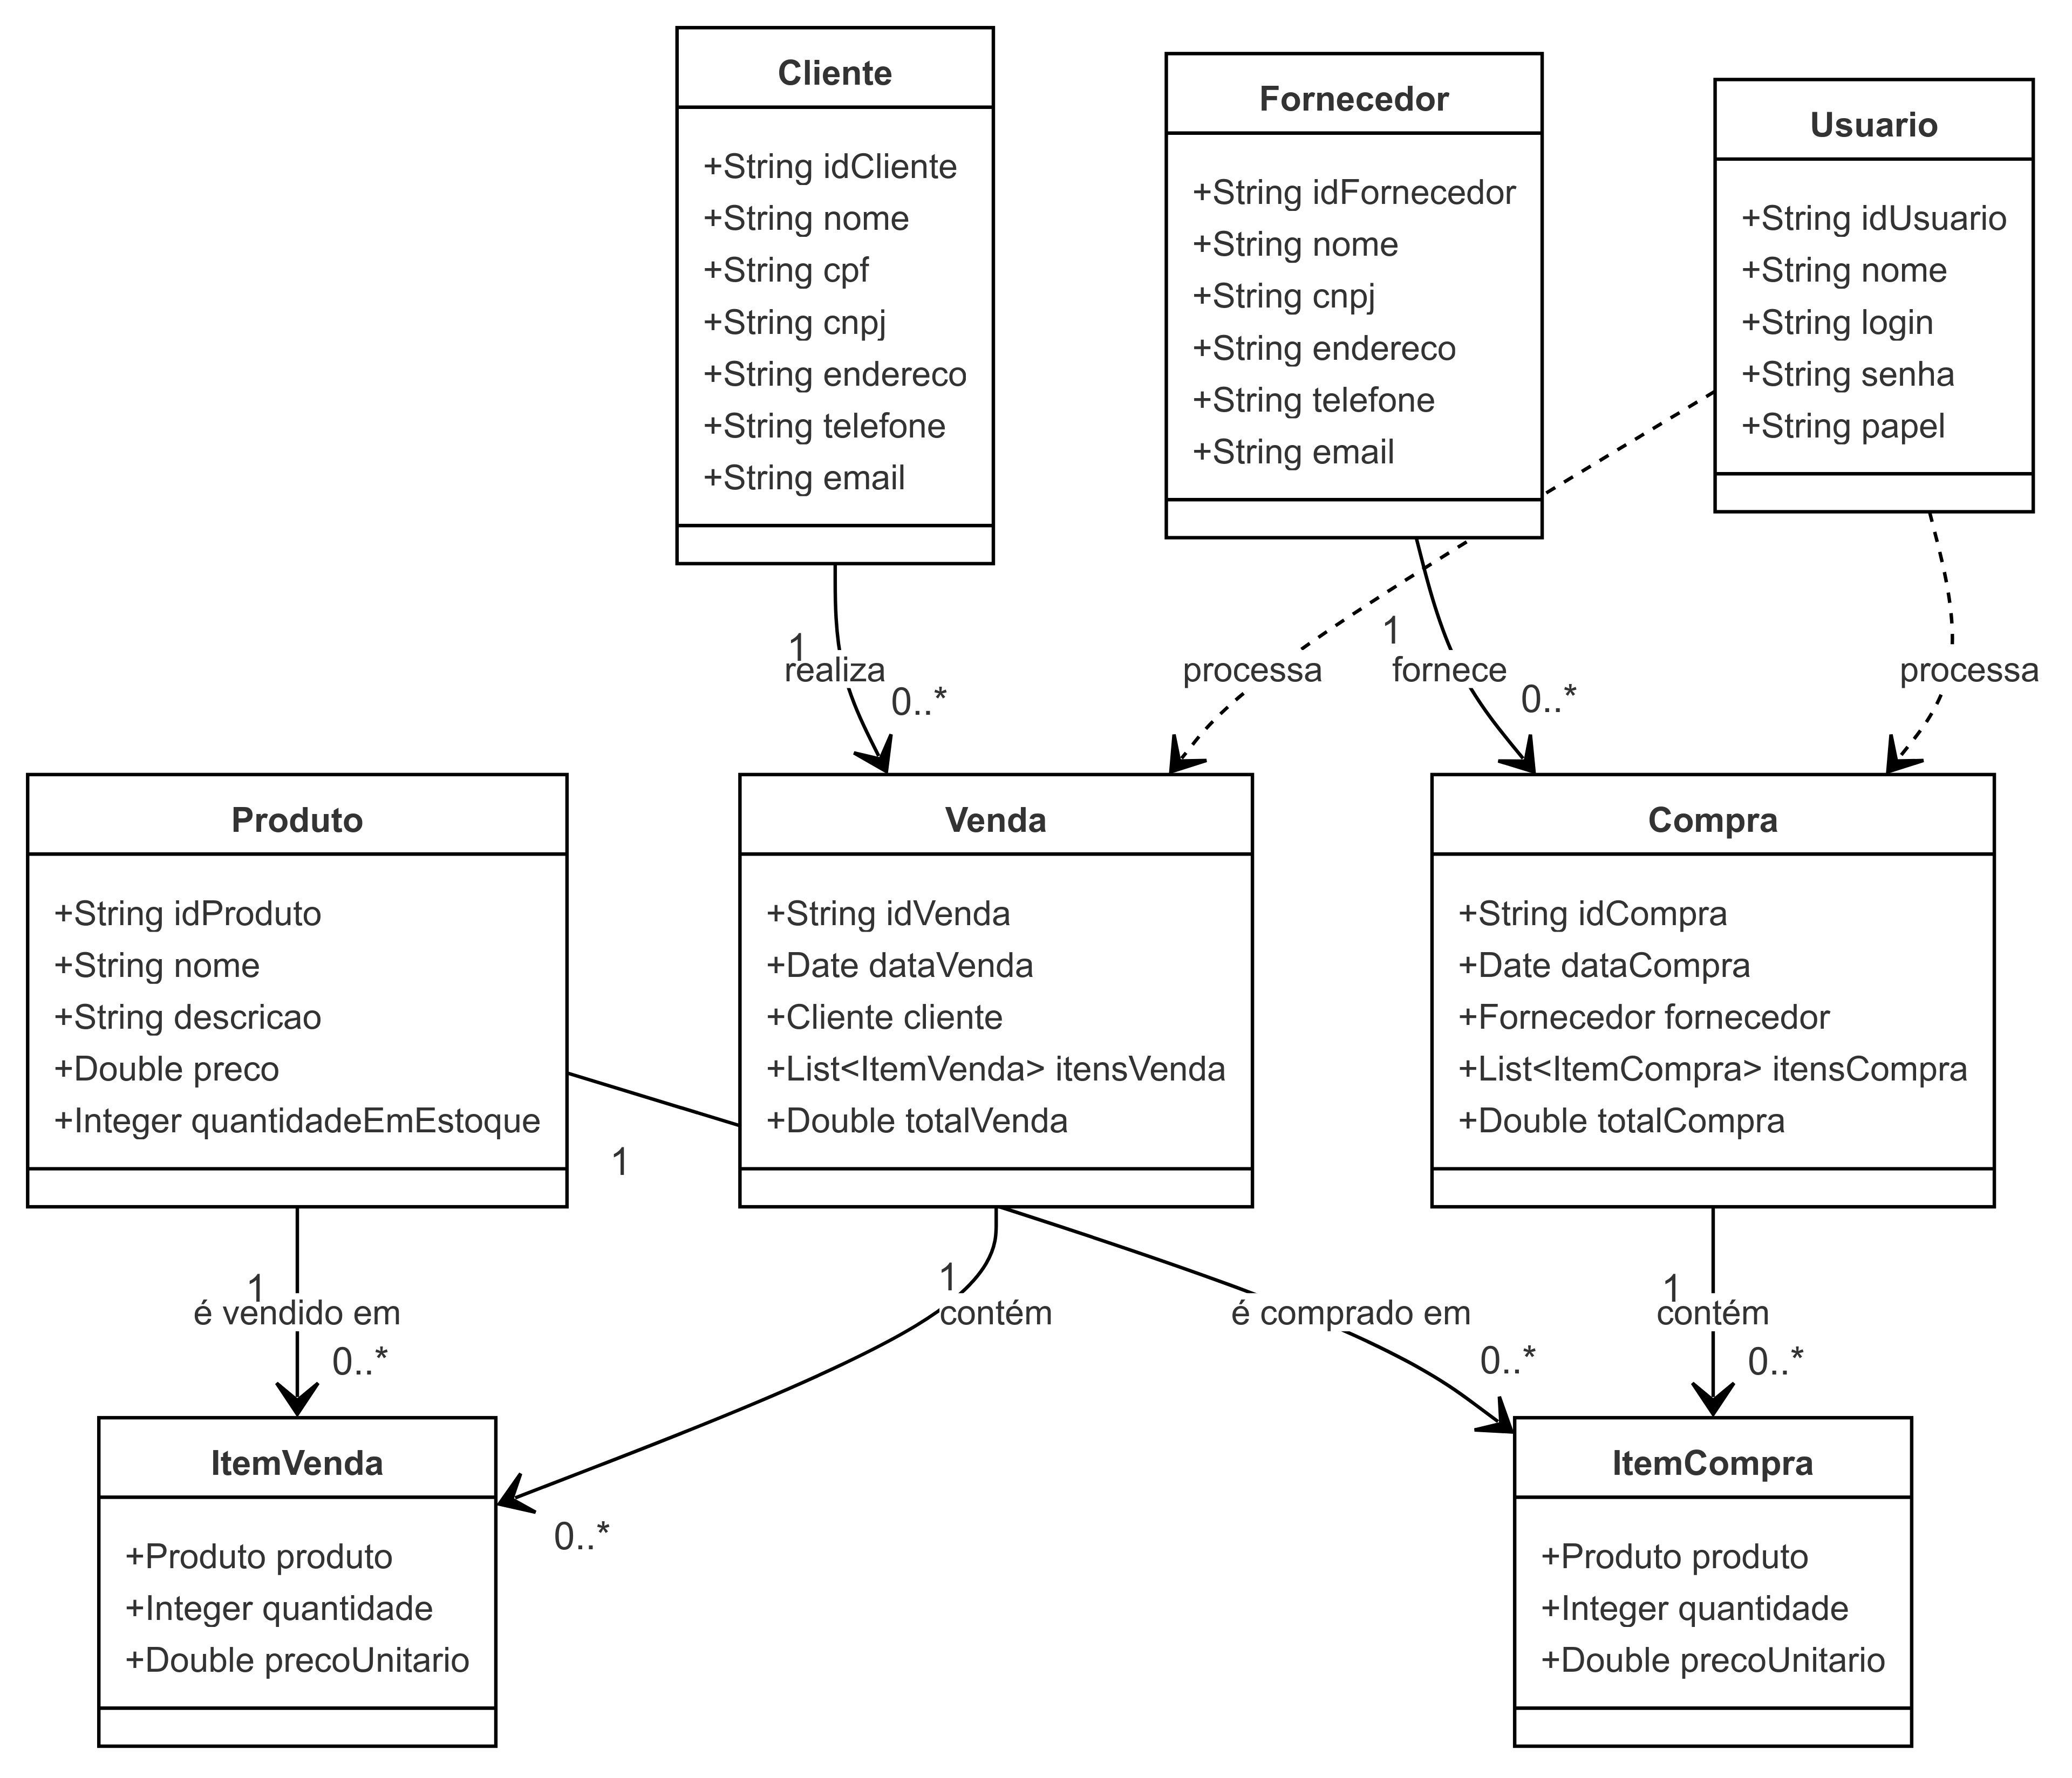 Cliente
+String idCliente
+String nome
+String cpf
+String cnpj
+String endereco
+String telefone
+String email
Fornecedor
+String idFornecedor
+String nome
+String cnpj
+String endereco
+String telefone
+String email
Usuario
+String idUsuario
+String nome
+String login
+String senha
+String papel
1
realiza
0..*
processa
1
fornece
0..*
processa
Produto
+String idProduto
+String nome
+String descricao
+Double preco
+Integer quantidadeEmEstoque
1
Venda
+String idVenda
+Date dataVenda
+Cliente cliente
+List<ItemVenda> itensVenda
+Double totalVenda
Compra
+String idCompra
+Date dataCompra
+Fornecedor fornecedor
+List<ItemCompra> itensCompra
+Double totalCompra
1
é vendido em
0..*
1
contém
0..*
é comprado em
0..*
1
contém
0..*
ItemVenda
+Produto produto
+Integer quantidade
+Double precoUnitario
ItemCompra
+Produto produto
+Integer quantidade
+Double precoUnitario